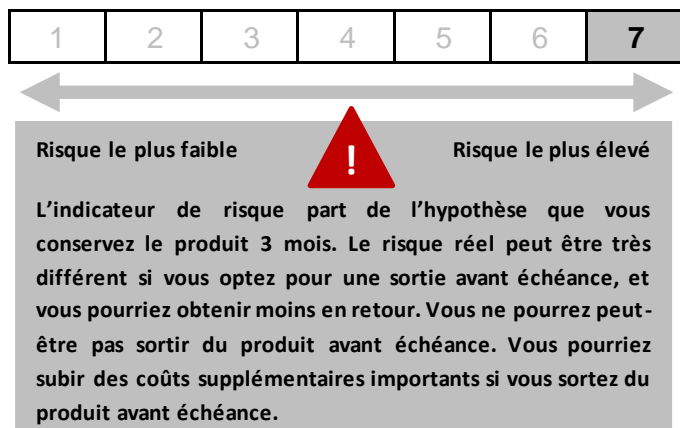 1 2 3 4 5 6 7
!
Risque le plus faible Risque le plus élevé
L’indicateur de risque part de l’hypothèse que vous
conservez le produit 3 mois. Le risque réel peut être très
différent si vous optez pour une sortie avant échéance, et
vous pourriez obtenir moins en retour. Vous ne pourrez peut-
être pas sortir du produit avant échéance. Vous pourriez
subir des coûts supplémentaires importants si vous sortez du
produit avant échéance.